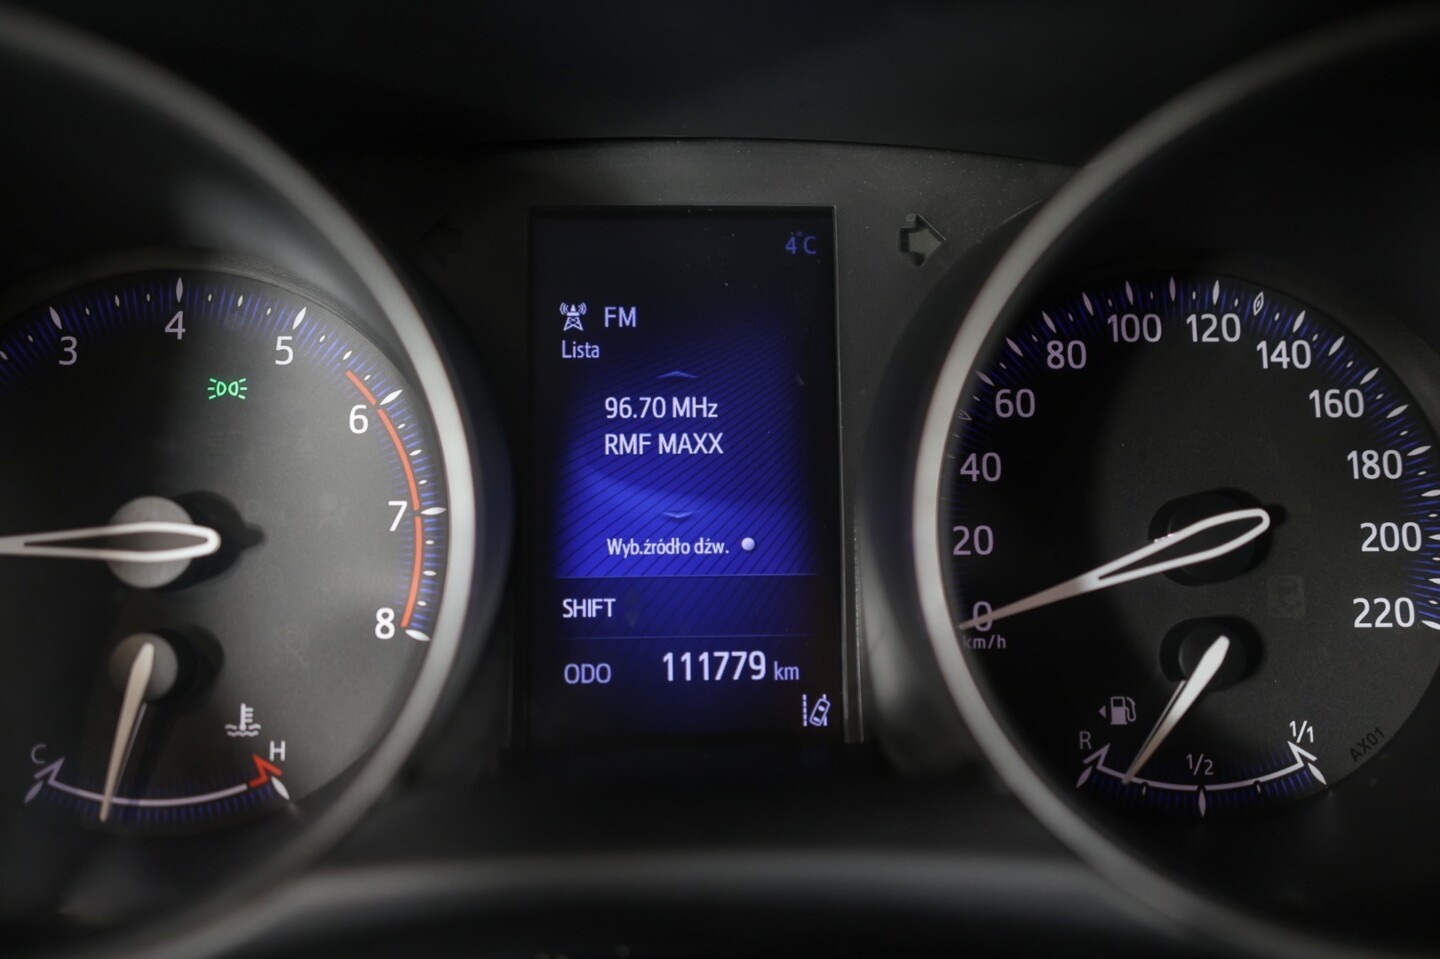 3
4
5
6
7
8
C
H
4°C
FM
Lista
96.70 MHz
RMF MAXX
Wyb.źródło dźw.
SHIFT
ODO 111779 km
0
20
40
60
80
100
120
140
160
180
200
220
km/h
R
1/2
1/1
AX01